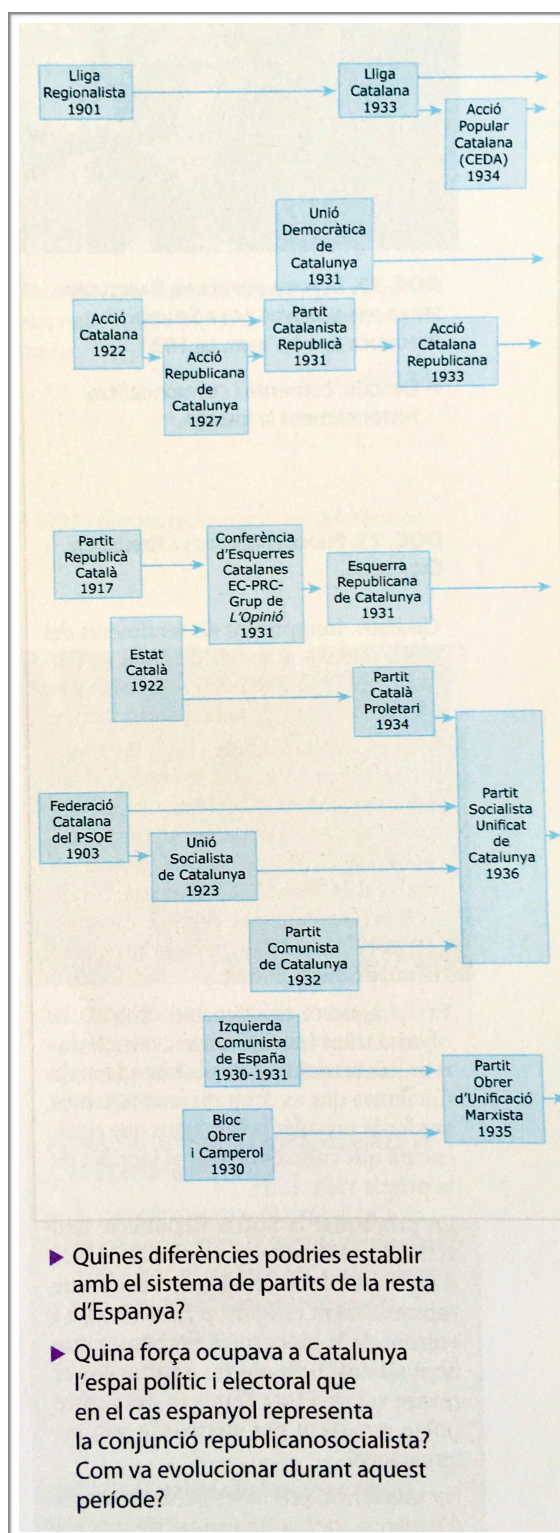 Lliga
Regionalista
1901
Lliga
Catalana
1933
Acció
Popular
Catalana
(CEDA)
1934
Unió
Democràtica
de
Catalunya
1931
Acció
Catalana
1922
Acció
Republicana
de
Catalunya
1927
Partit
Catalanista
Republicà
1931
Acció
Catalana
Republicana
1933
Partit
Republicà
Català
1917
Conferència
d'Esquerres
Catalanes
EC-PRC-
Grup de
L'Opinió
1931
Esquerra
Republicana
de Catalunya
1931
Estat
Català
1922
Partit
Català
Proletari
1934
Federació
Catalana
del PSOE
1903
Unió
Socialista
de Catalunya
1923
Partit
Socialista
Unificat
de
Catalunya
1936
Partit
Comunista
de Catalunya
1932
Izquierda
Comunista
de España
1930-1931
Bloc
Obrer
i Camperol
1930
Partit
Obrer
d'Unificació
Marxista
1935
Quines diferències podries establir
amb el sistema de partits de la resta
d'Espanya?
Quina força ocupava a Catalunya
l'espai polític i electoral que
en el cas espanyol representa
la conjunció republicanosocialista?
Com va evolucionar durant aquest
període?